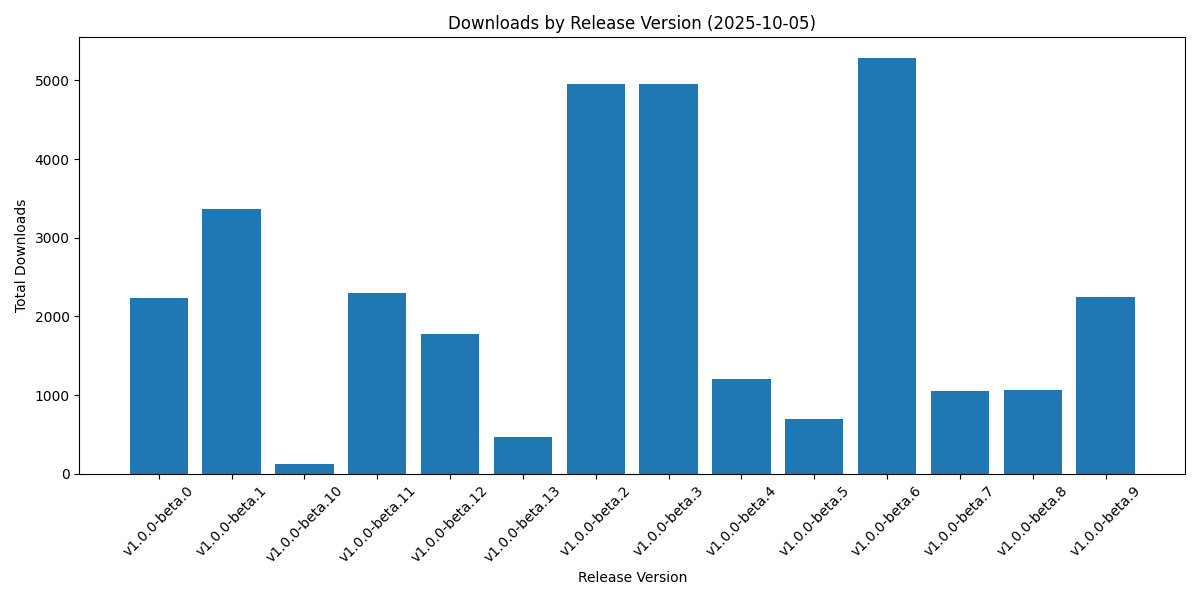 Downloads by Release Version (2025-10-05)
Total Downloads
5000
4000
3000
2000
1000
0
v1.0.0-beta.0
v1.0.0-beta.1
v1.0.0-beta.10
v1.0.0-beta.11
v1.0.0-beta.12
v1.0.0-beta.13
v1.0.0-beta.2
v1.0.0-beta.3
v1.0.0-beta.4
v1.0.0-beta.5
v1.0.0-beta.6
v1.0.0-beta.7
v1.0.0-beta.8
v1.0.0-beta.9
Release Version